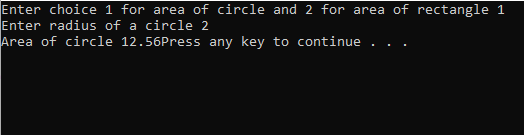 Enter choice 1 for area of circle and 2 for area of rectangle 1
Enter radius of a circle 2
Area of circle 12.56Press any key to continue . . .